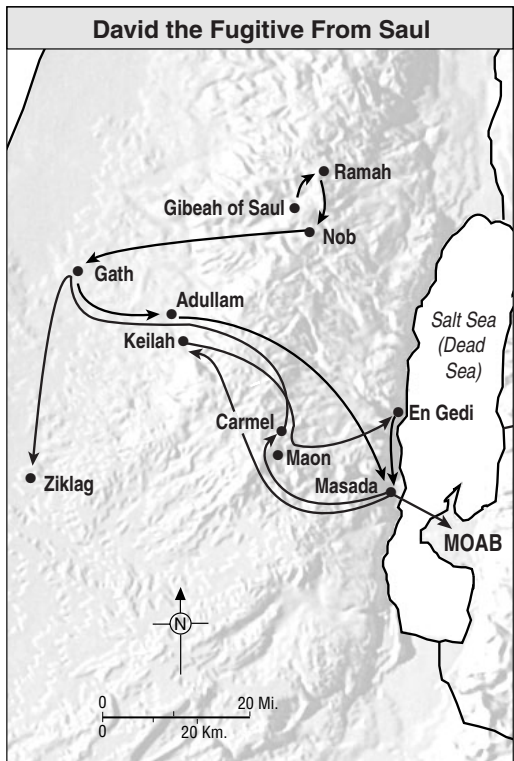 David the Fugitive From Saul
Ramah
Gibeah of Saul
Nob
Gath
Adullam
Keilah
Salt Sea
(Dead
Sea)
En Gedi
Carmel
Maon
Masada
Ziklag
MOAB
N
0 20 Mi.
0 20 Km.